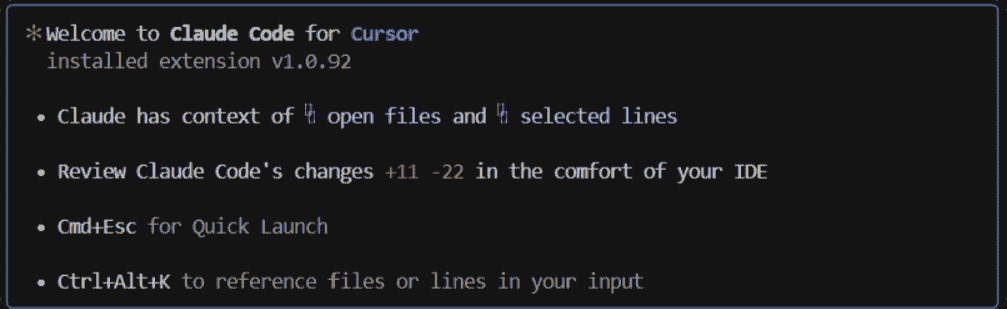 ✻Welcome to Claude Code for Cursor
installed extension v1.0.92
• Claude has context of open files and selected lines
• Review Claude Code's changes +11 -22 in the comfort of your IDE
• Cmd+Esc for Quick Launch
• Ctrl+Alt+K to reference files or lines in your input